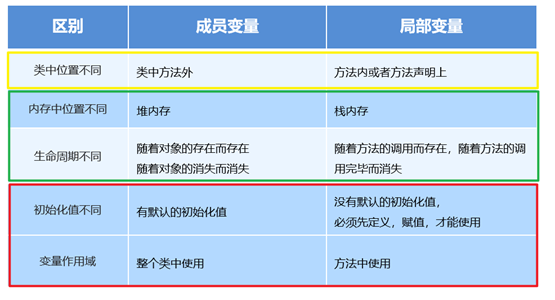 区别 成员变量 局部变量
类中位置不同 类中方法外 方法内或者方法声明上
内存中位置不同 堆内存 栈内存
生命周期不同
随着对象的存在而存在
随着对象的消失而消失
随着方法的调用而存在，随着方法的调
用完毕而消失
初始化值不同 有默认的初始化值
没有默认的初始化值，
必须先定义，赋值，才能使用
变量作用域 整个类中使用 方法中使用